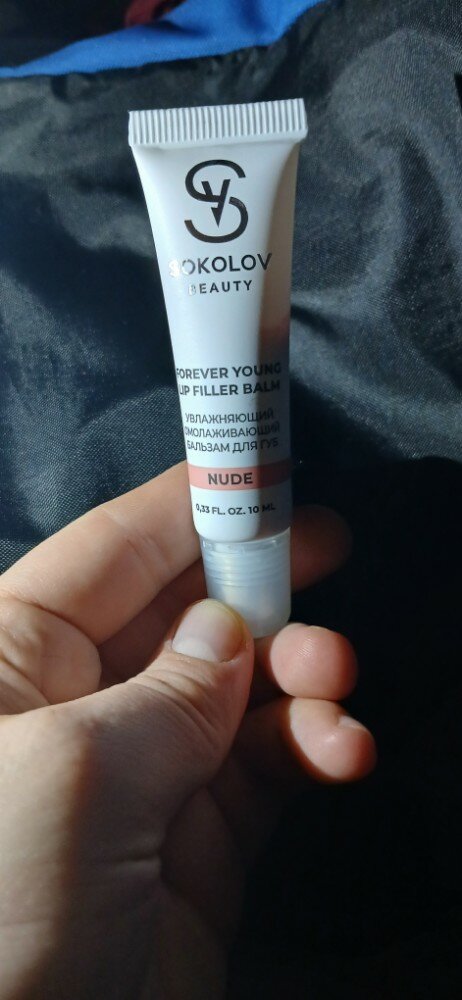 SOKOLOV
BEAUTY
FOREVER YOUNG
LIP FILLER BALM
УВЛАЖНЯЮЩИЙ
ОМОЛАЖИВАЮЩИЙ
БАЛЬЗАМ ДЛЯ ГУБ
NUDE
0,33 FL. OZ. 10 ML